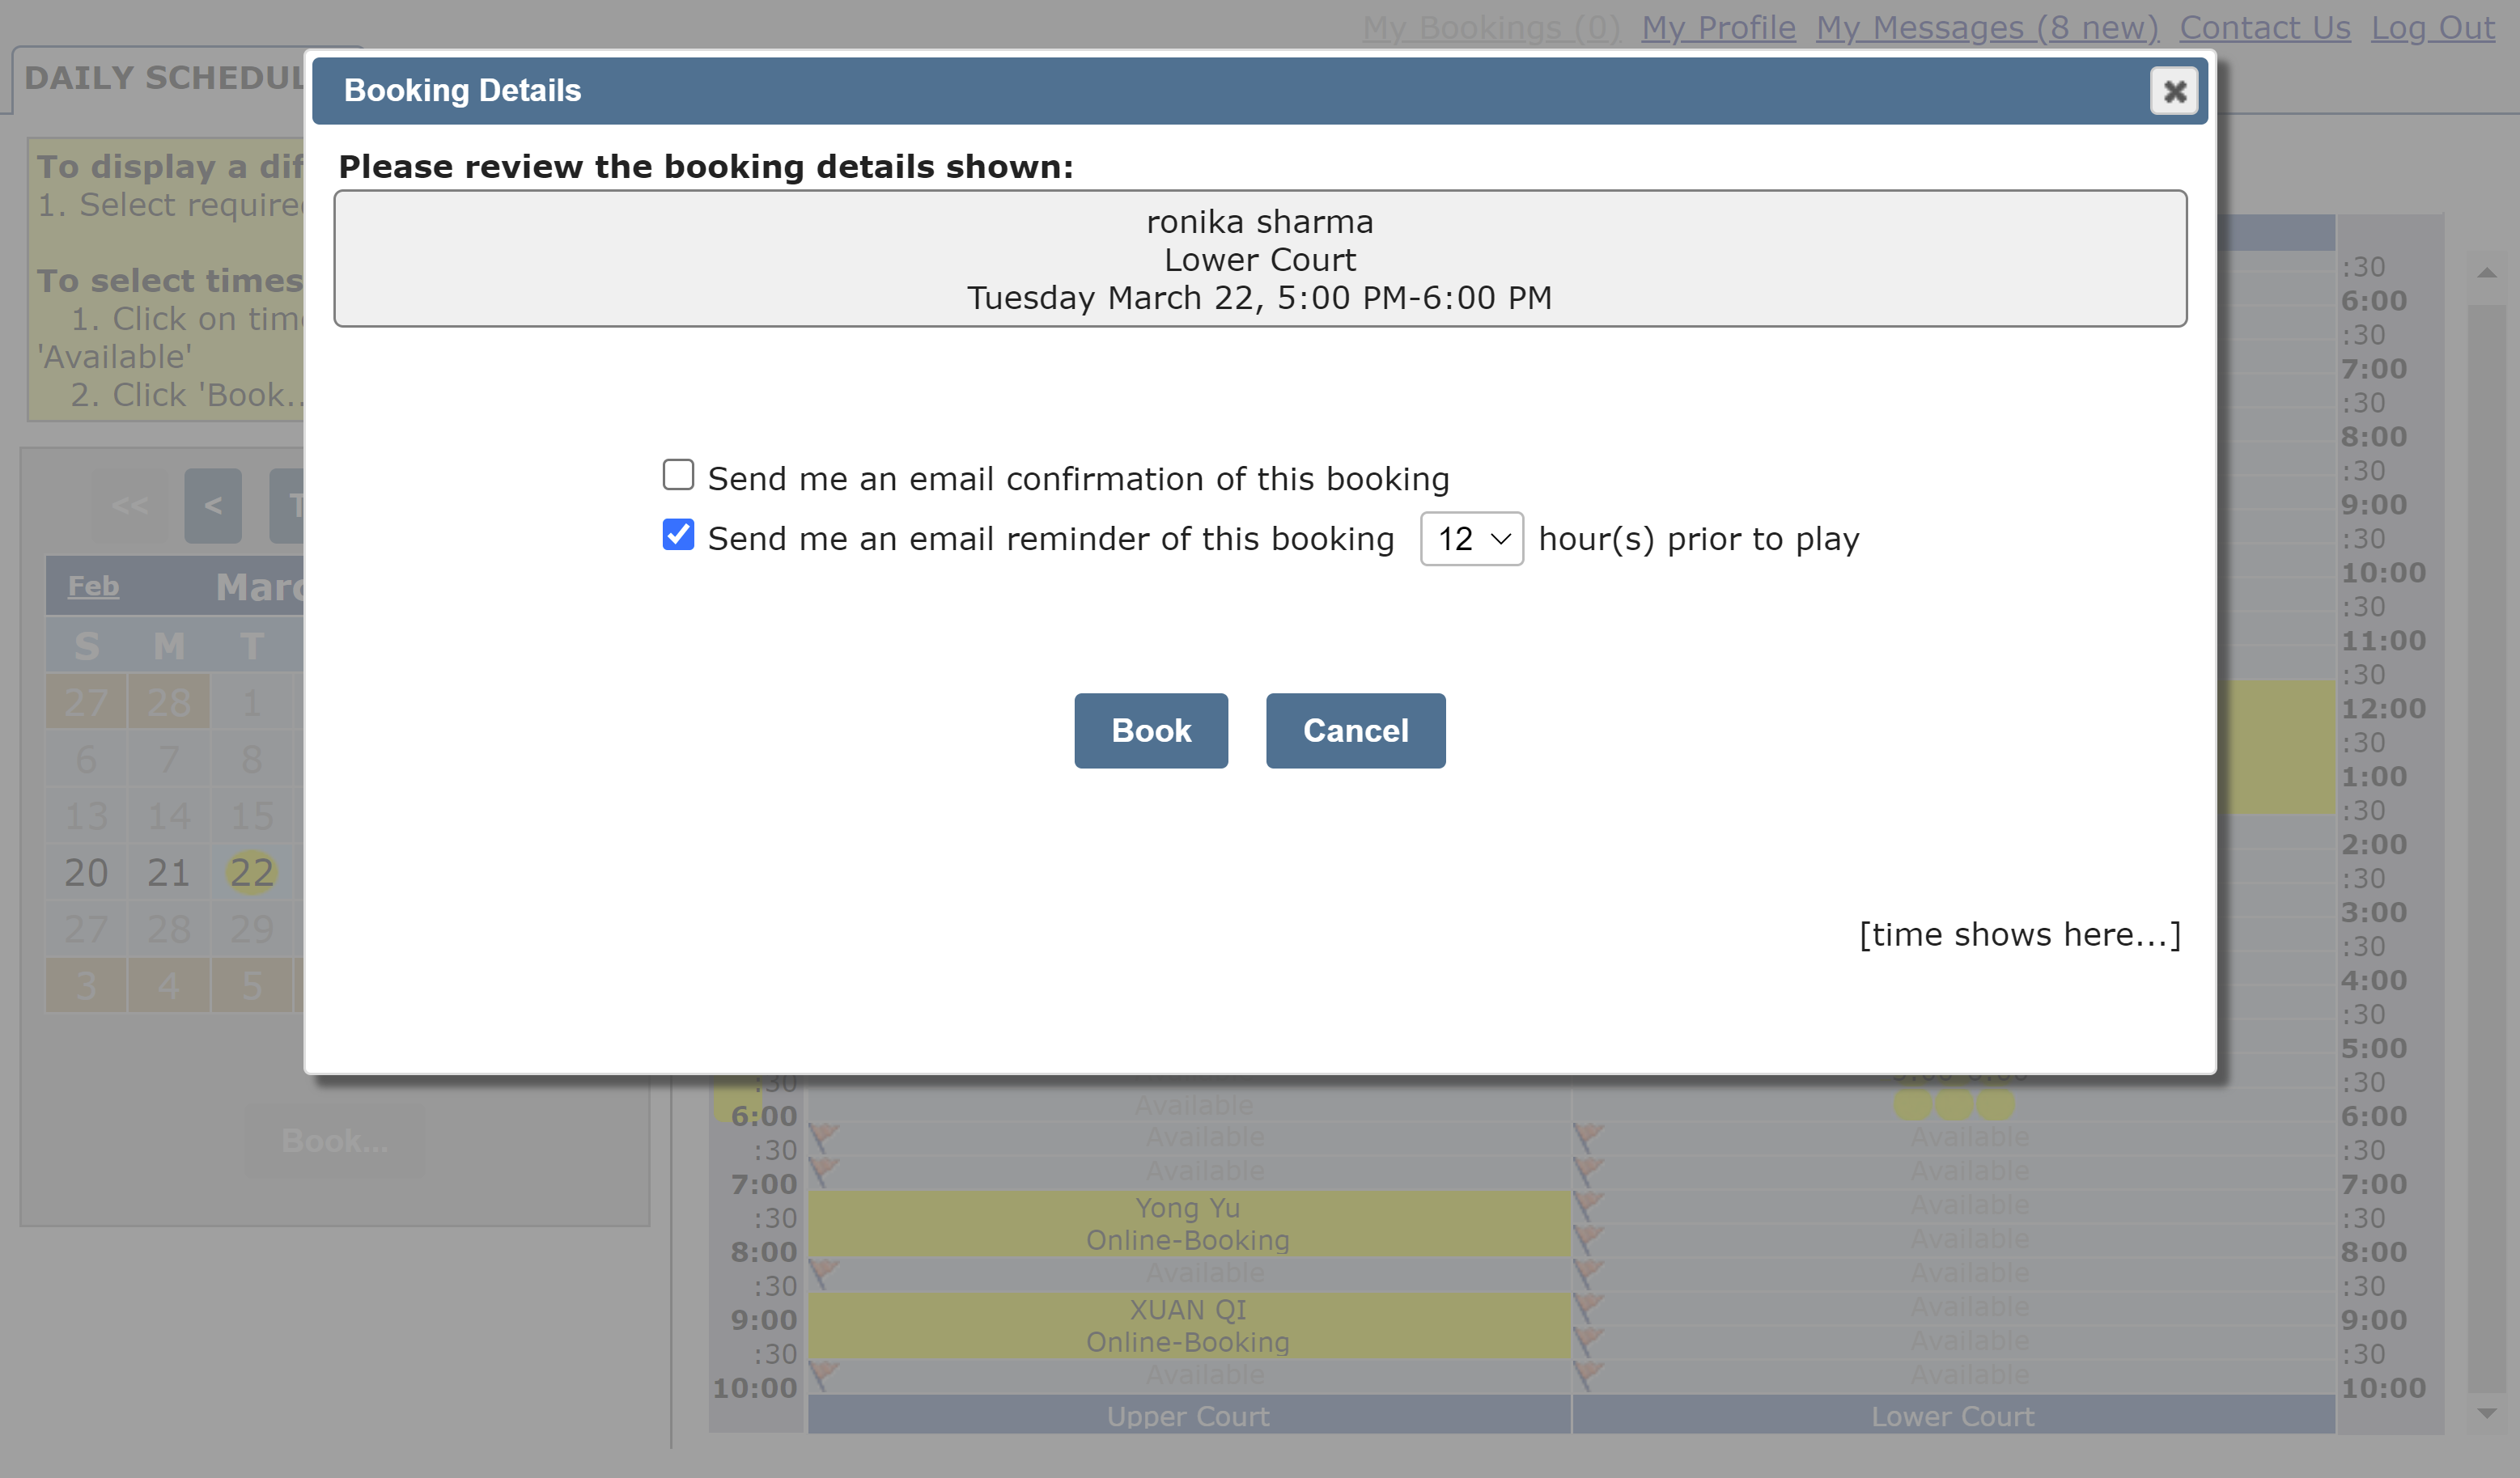 My Bookings (0) My Profile My Messages (8 new) Contact Us Log Out
DAILY SCHEDUL
Booking Details
Please review the booking details shown:
ronika sharma
Lower Court
Tuesday March 22, 5:00 PM-6:00 PM
Send me an email confirmation of this booking
Send me an email reminder of this booking 12 hour(s) prior to play
Book Cancel
[time shows here...]
To display a dif
1. Select require
To select times
1. Click on tim
'Available'
2. Click 'Book..
<< < T
Feb Marc
S M T
27 28 1
6 7 8
13 14 15
20 21 22
27 28 29
3 4 5
Book...
:30
6:00
:30
7:00
:30
8:00
:30
9:00
:30
10:00
:30
11:00
:30
12:00
:30
1:00
:30
2:00
:30
3:00
:30
4:00
:30
5:00
:30 :30
Available
6:00 6:00
Available Available
:30 :30
Available Available
7:00 7:00
Yong Yu Available
:30 :30
Online-Booking Available
8:00 8:00
Available Available
:30 :30
XUAN QI Available
9:00 9:00
Online-Booking Available
:30 :30
Available Available
10:00 10:00
Upper Court Lower Court